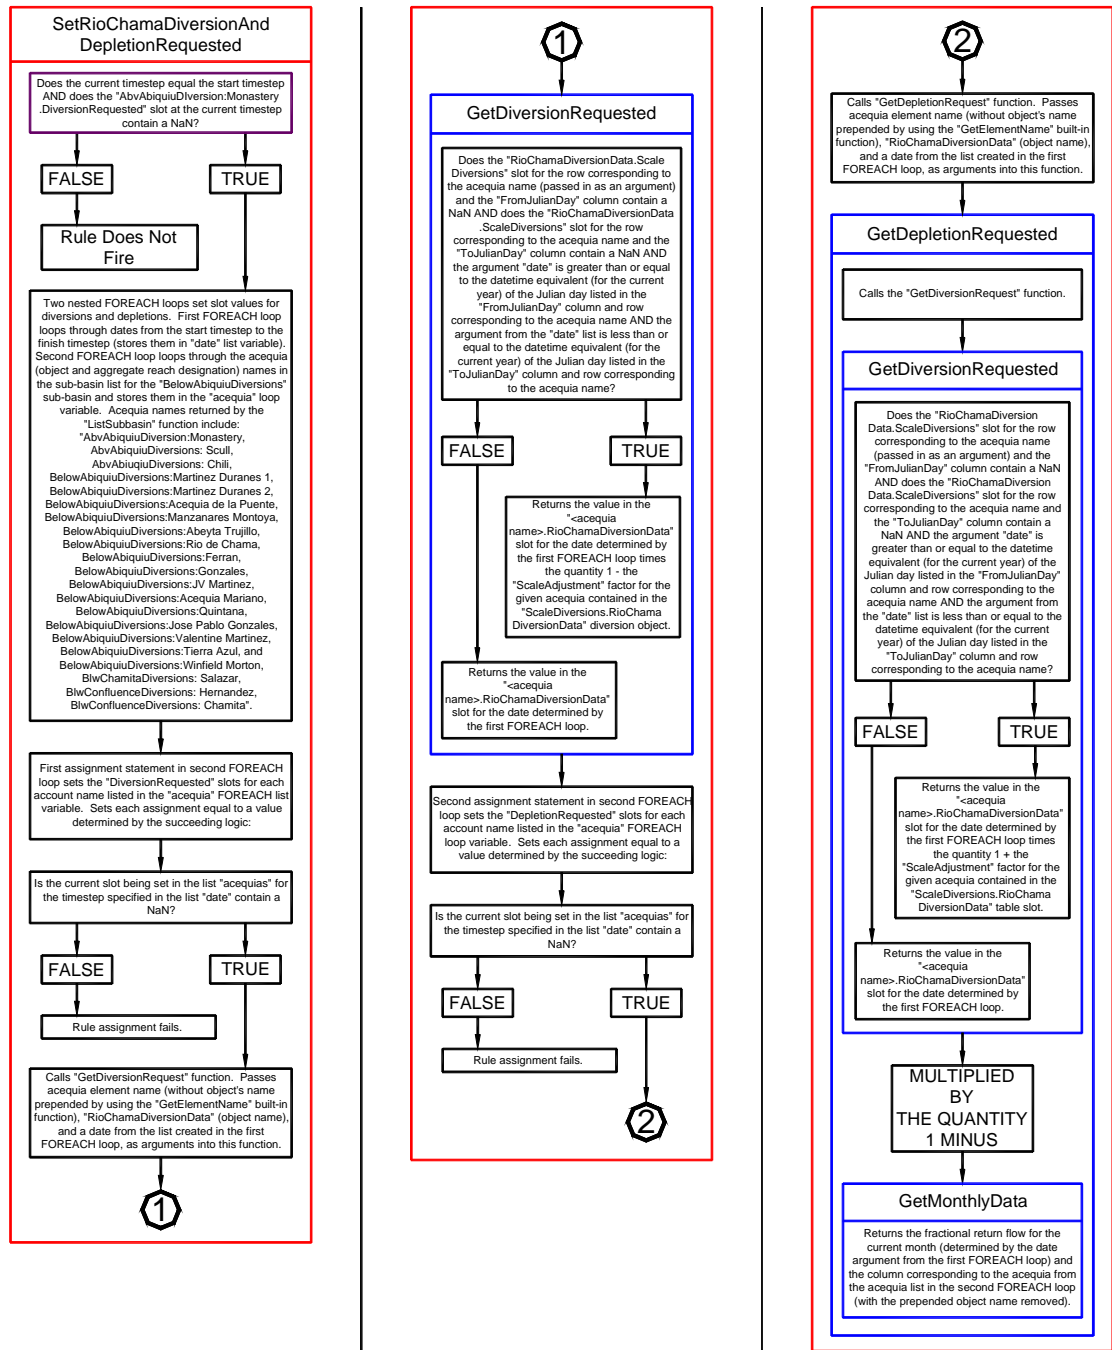 SetRioChamaDiversionAnd
DepletionRequested
Does the current timestep equal the start timestep
AND does the "AbvAbiquiuDIversion:Monastery
.DiversionRequested" slot at the current timestep
contain a NaN?
FALSE
TRUE
Rule Does Not
Fire
Two nested FOREACH loops set slot values for
diversions and depletions.  First FOREACH loop
loops through dates from the start timestep to the
finish timestep (stores them in "date" list variable).
Second FOREACH loop loops through the acequia
(object and aggregate reach designation) names in
the sub-basin list for the "BelowAbiquiuDiversions"
sub-basin and stores them in the "acequia" loop
variable.  Acequia names returned by the
"ListSubbasin" function include:
"AbvAbiquiuDiversion:Monastery,
AbvAbiquiuDiversions: Scull,
AbvAbiuqiuDiversions: Chili,
BelowAbiquiuDiversions:Martinez Duranes 1,
BelowAbiquiuDiversions:Martinez Duranes 2,
BelowAbiquiuDiversions:Acequia de la Puente,
BelowAbiquiuDiversions:Manzanares Montoya,
BelowAbiquiuDiversions:Abeyta Trujillo,
BelowAbiquiuDiversions:Rio de Chama,
BelowAbiquiuDiversions:Ferran,
BelowAbiquiuDiversions:Gonzales,
BelowAbiquiuDiversions:JV Martinez,
BelowAbiquiuDiversions:Acequia Mariano,
BelowAbiquiuDiversions:Quintana,
BelowAbiquiuDiversions:Jose Pablo Gonzales,
BelowAbiquiuDiversions:Valentine Martinez,
BelowAbiquiuDiversions:Tierra Azul, and
BelowAbiquiuDiversions:Winfield Morton,
BlwChamitaDiversions: Salazar,
BlwConfluenceDiversions: Hernandez,
BlwConfluenceDiversions: Chamita".
First assignment statement in second FOREACH
loop sets the "DiversionRequested" slots for each
account name listed in the "acequia" FOREACH list
variable.  Sets each assignment equal to a value
determined by the succeeding logic:
Is the current slot being set in the list "acequias" for
the timestep specified in the list "date" contain a
NaN?
FALSE
TRUE
Rule assignment fails.
Calls "GetDiversionRequest" function.  Passes
acequia element name (without object's name
prepended by using the "GetElementName" built-in
function), "RioChamaDiversionData" (object name),
and a date from the list created in the first
FOREACH loop, as arguments into this function.
1
1
GetDiversionRequested
Does the "RioChamaDiversionData.Scale
Diversions" slot for the row corresponding to
the acequia name (passed in as an argument)
and the "FromJulianDay" column contain a
NaN AND does the "RioChamaDiversionData
.ScaleDiversions" slot for the row
corresponding to the acequia name and the
"ToJulianDay" column contain a NaN AND
the argument "date" is greater than or equal
to the datetime equivalent (for the current
year) of the Julian day listed in the
"FromJulianDay" column and row
corresponding to the acequia name AND the
argument from the "date" list is less than or
equal to the datetime equivalent (for the
current year) of the Julian day listed in the
"ToJulianDay" column and row corresponding
to the acequia name?
FALSE
TRUE
Returns the value in the
"<acequia
name>.RioChamaDiversionData"
slot for the date determined by
the first FOREACH loop times
the quantity 1 - the
"ScaleAdjustment" factor for the
given acequia contained in the
"ScaleDiversions.RioChama
DiversionData" diversion object.
Returns the value in the
"<acequia
name>.RioChamaDiversionData"
slot for the date determined by
the first FOREACH loop.
Second assignment statement in second FOREACH
loop sets the "DepletionRequested" slots for each
account name listed in the "acequia" FOREACH
loop variable.  Sets each assignment equal to a
value determined by the succeeding logic:
Is the current slot being set in the list "acequias" for
the timestep specified in the list "date" contain a
NaN?
FALSE
TRUE
Rule assignment fails.
2
2
Calls "GetDepletionRequest" function.  Passes
acequia element name (without object's name
prepended by using the "GetElementName" built-in
function), "RioChamaDiversionData" (object name),
and a date from the list created in the first
FOREACH loop, as arguments into this function.
GetDepletionRequested
Calls the "GetDiversionRequest" function.
GetDiversionRequested
Does the "RioChamaDiversion
Data.ScaleDiversions" slot for the row
corresponding to the acequia name
(passed in as an argument) and the
"FromJulianDay" column contain a NaN
AND does the "RioChamaDiversion
Data.ScaleDiversions" slot for the row
corresponding to the acequia name and
the "ToJulianDay" column contain a
NaN AND the argument "date" is
greater than or equal to the datetime
equivalent (for the current year) of the
Julian day listed in the "FromJulianDay"
column and row corresponding to the
acequia name AND the argument from
the "date" list is less than or equal to the
datetime equivalent (for the current
year) of the Julian day listed in the
"ToJulianDay" column and row
corresponding to the acequia name?
FALSE
TRUE
Returns the value in the
"<acequia
name>.RioChamaDiversionData"
slot for the date determined by
the first FOREACH loop times
the quantity 1 + the
"ScaleAdjustment" factor for the
given acequia contained in the
"ScaleDiversions.RioChama
DiversionData" table slot.
Returns the value in the
"<acequia
name>.RioChamaDiversionData"
slot for the date determined by
the first FOREACH loop.
MULTIPLIED
BY
THE QUANTITY
1 MINUS
GetMonthlyData
Returns the fractional return flow for the
current month (determined by the date
argument from the first FOREACH loop) and
the column corresponding to the acequia from
the acequia list in the second FOREACH loop
(with the prepended object name removed).